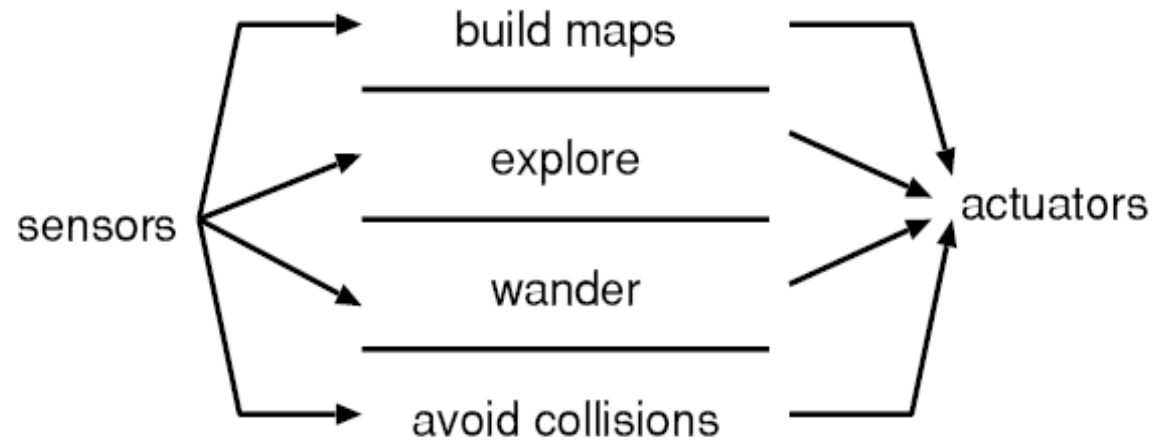 build maps
explore
sensors
actuators
wander
avoid collisions